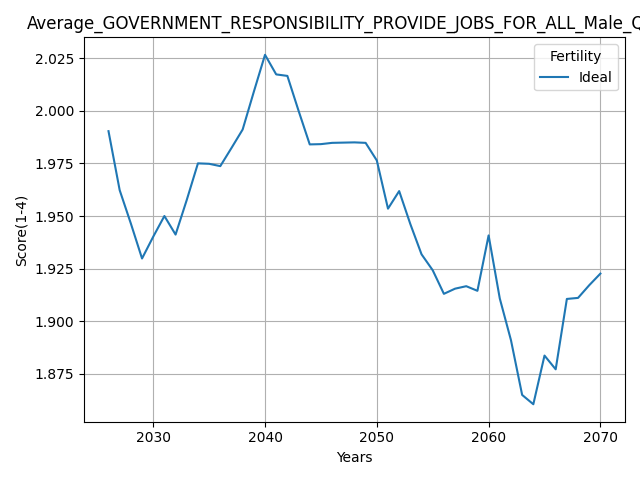 Average_GOVERNMENT_RESPONSIBILITY_PROVIDE_JOBS_FOR_ALL_Male_Q
Fertility
Ideal
2.025
2.000
1.975
1.950
1.925
1.900
1.875
Score(1-4)
2030 2040 2050 2060 2070
Years